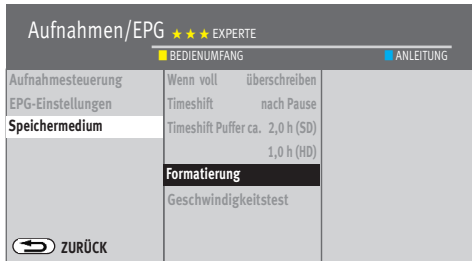 Aufnahmen/EPG ★ ★ ★ EXPERTE
BEDIENUMFANG ANLEITUNG
Aufnahmesteuerung
EPG-Einstellungen
Speichermedium
Wenn voll überschreiben
Timeshift nach Pause
Timeshift Puffer ca. 2,0 h (SD)
1,0 h (HD)
Formatierung
Geschwindigkeitstest
ZURÜCK